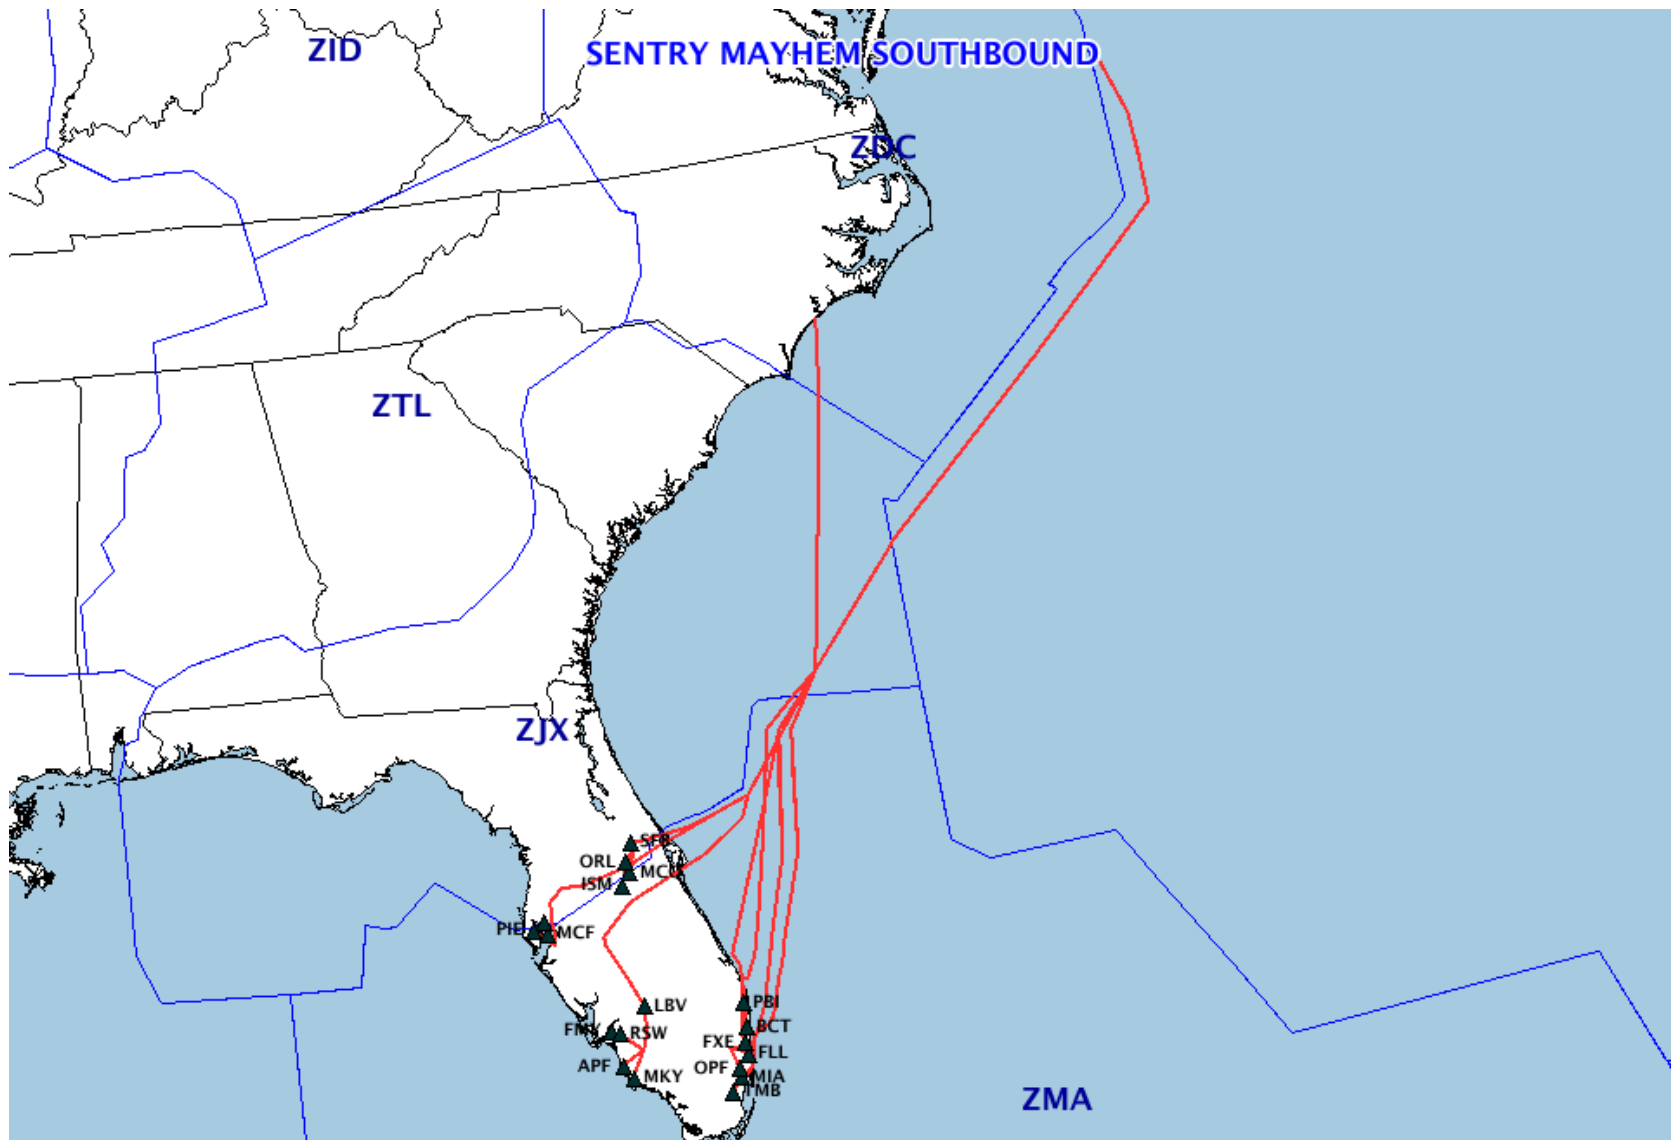 ZID
SENTRY MAYHEM SOUTHBOUND
ZDC
ZTL
ZJX
SFB
ORL
MCO
ISM
PIE
MCF
LBV
PBI
FMY
RSW
BCT
FXE
FLL
APF
OPF
MKY
MIA
TMB
ZMA